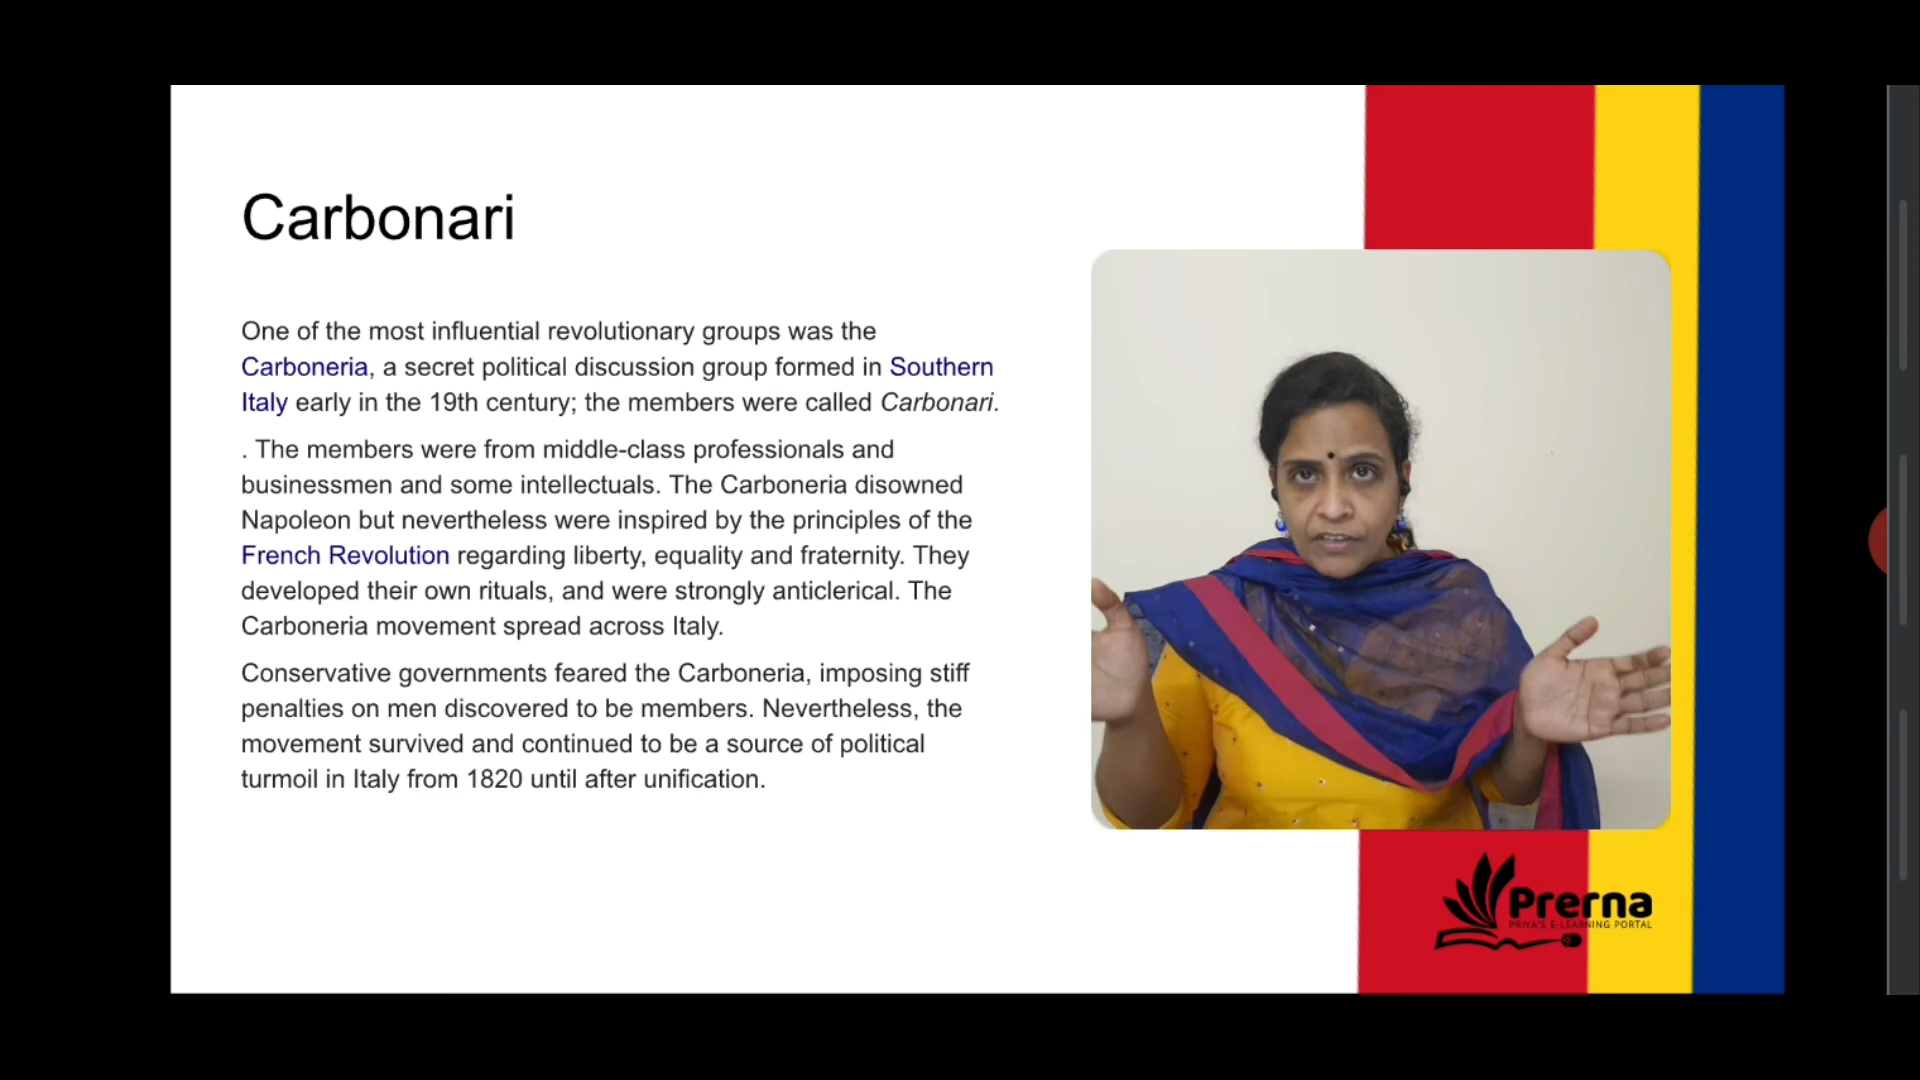 Carbonari
One of the most influential revolutionary groups was the
Carboneria, a secret political discussion group formed in Southern
Italy early in the 19th century; the members were called Carbonari.
. The members were from middle-class professionals and
businessmen and some intellectuals. The Carboneria disowned
Napoleon but nevertheless were inspired by the principles of the
French Revolution regarding liberty, equality and fraternity. They
developed their own rituals, and were strongly anticlerical. The
Carboneria movement spread across Italy.
Conservative governments feared the Carboneria, imposing stiff
penalties on men discovered to be members. Nevertheless, the
movement survived and continued to be a source of political
turmoil in Italy from 1820 until after unification.
Prerna
PRIYA'S E-LEARNING PORTAL